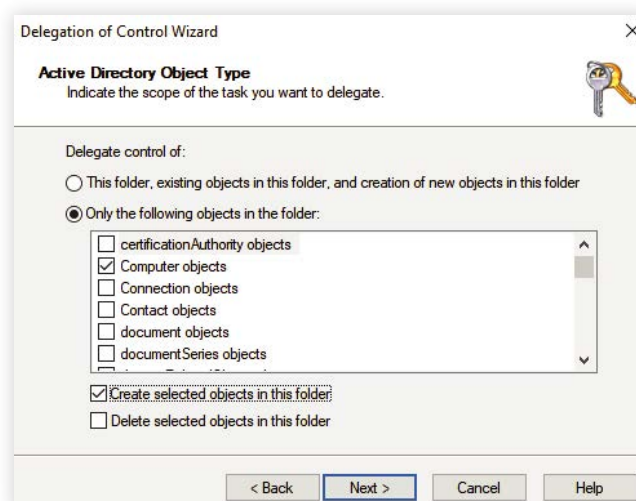 Delegation of Control Wizard
Active Directory Object Type
Indicate the scope of the task you want to delegate.
Delegate control of:
This folder, existing objects in this folder, and creation of new objects in this folder
Only the following objects in the folder:
certificationAuthority objects
Computer objects
Connection objects
Contact objects
document objects
documentSeries objects
Create selected objects in this folder
Delete selected objects in this folder
< Back Next > Cancel Help